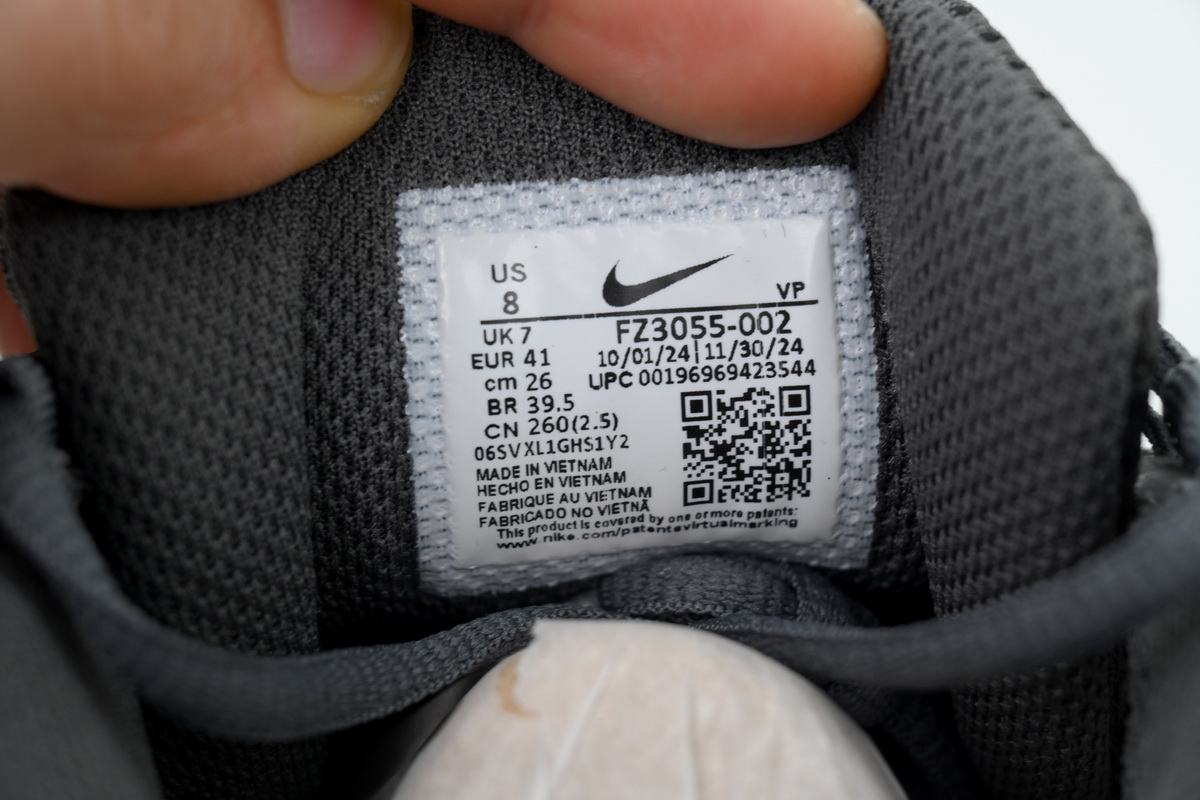 US
8
VP
UK 7
FZ3055-002
EUR 41
10/01/24|11/30/24
cm 26
UPC 00196969423544
BR 39.5
CN 260(2.5)
06SVXL1GHS1Y2
MADE IN VIETNAM
HECHO EN VIETNAM
FABRIQUE AU VIETNAM
FABRICADO NO VIETNÃ
This product is covered by one or more patents:
www.nike.com/patentsvirtualmarking